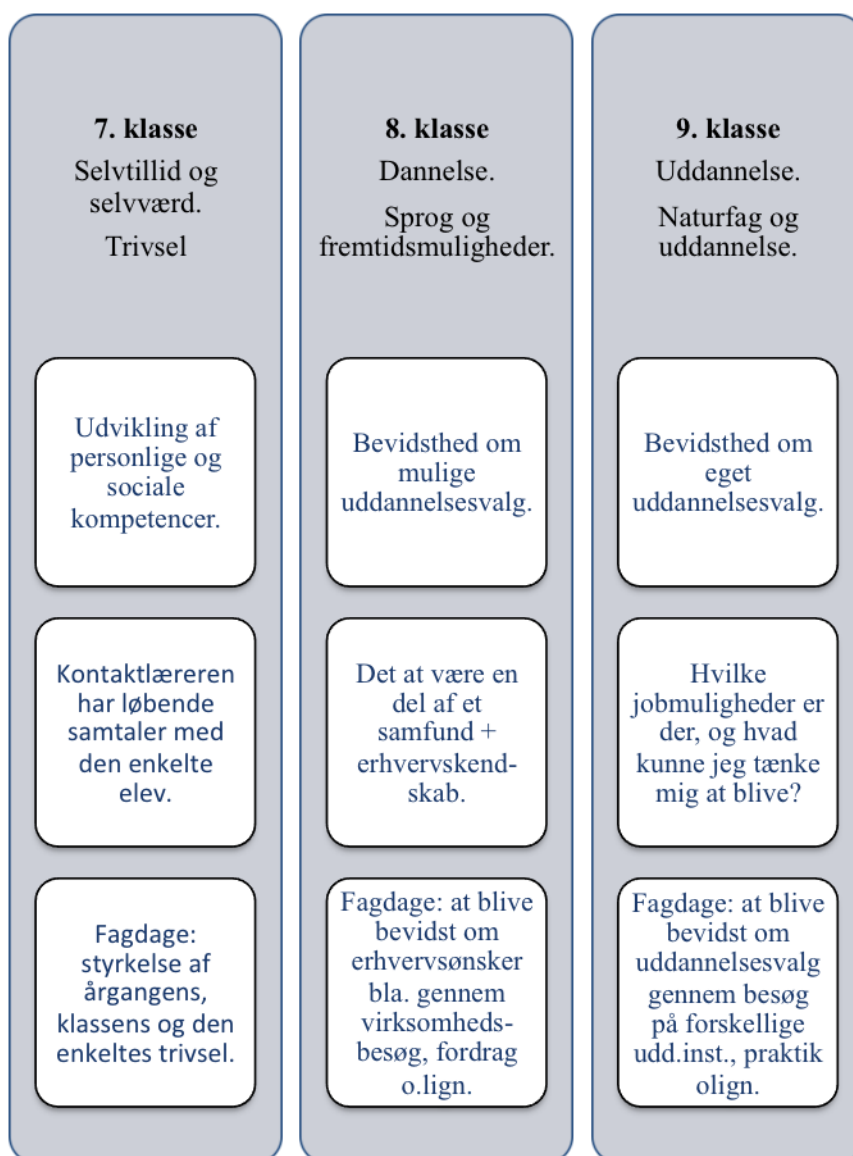 7. klasse
Selvtillid og
selvværd.
Trivsel
Udvikling af
personlige og
sociale
kompetencer.
Kontaktlæreren
har løbende
samtaler med
den enkelte
elev.
Fagdage:
styrkelse af
årgangens,
klassens og den
enkeltes trivsel.
8. klasse
Dannelse.
Sprog og
fremtidsmuligheder.
Bevidsthed om
mulige
uddannelsesvalg.
Det at være en
del af et
samfund +
erhvervskend-
skab.
Fagdage: at blive
bevidst om
erhvervsønsker
bla. gennem
virksomheds-
besøg, fordrag
o.lign.
9. klasse
Uddannelse.
Naturfag og
uddannelse.
Bevidsthed om
eget
uddannelsesvalg.
Hvilke
jobmuligheder er
der, og hvad
kunne jeg tænke
mig at blive?
Fagdage: at blive
bevidst om
uddannelsesvalg
gennem besøg
på forskellige
udd.inst., praktik
olign.